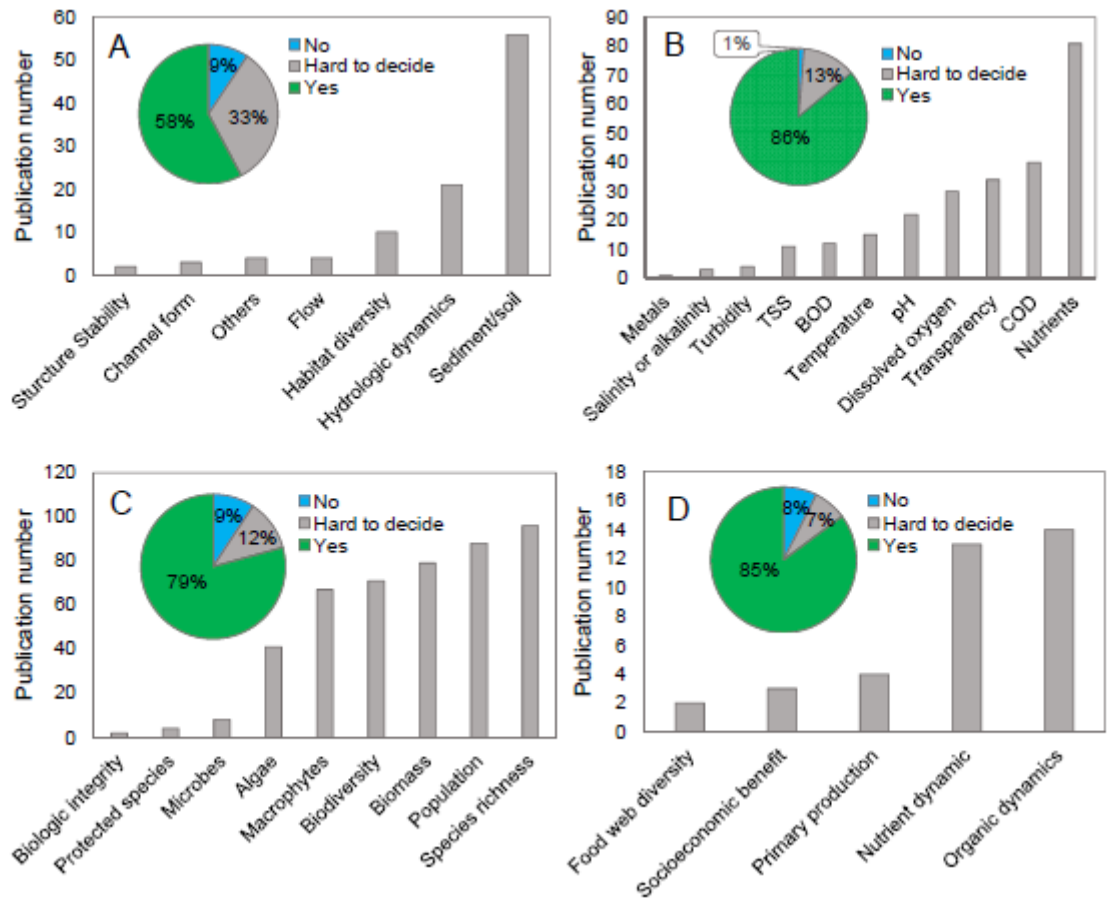 A
No
Hard to decide
Yes
9%
33%
58%
Publication number
60
50
40
30
20
10
0
Sturcture Stability
Channel form
Others
Flow
Habitat diversity
Hydrologic dynamics
Sediment/soil
B
No
Hard to decide
Yes
1%
13%
86%
Publication number
90
80
70
60
50
40
30
20
10
0
Metals
Salinity or alkalinity
Turbidity
TSS
BOD
Temperature
pH
Dissolved oxygen
Transparency
COD
Nutrients
C
No
Hard to decide
Yes
9%
12%
79%
Publication number
120
100
80
60
40
20
0
Biologic integrity
Protected species
Microbes
Algae
Macrophytes
Biodiversity
Biomass
Population
Species richness
D
No
Hard to decide
Yes
8%
7%
85%
Publication number
18
16
14
12
10
8
6
4
2
0
Food web diversity
Socioeconomic benefit
Primary production
Nutrient dynamic
Organic dynamics